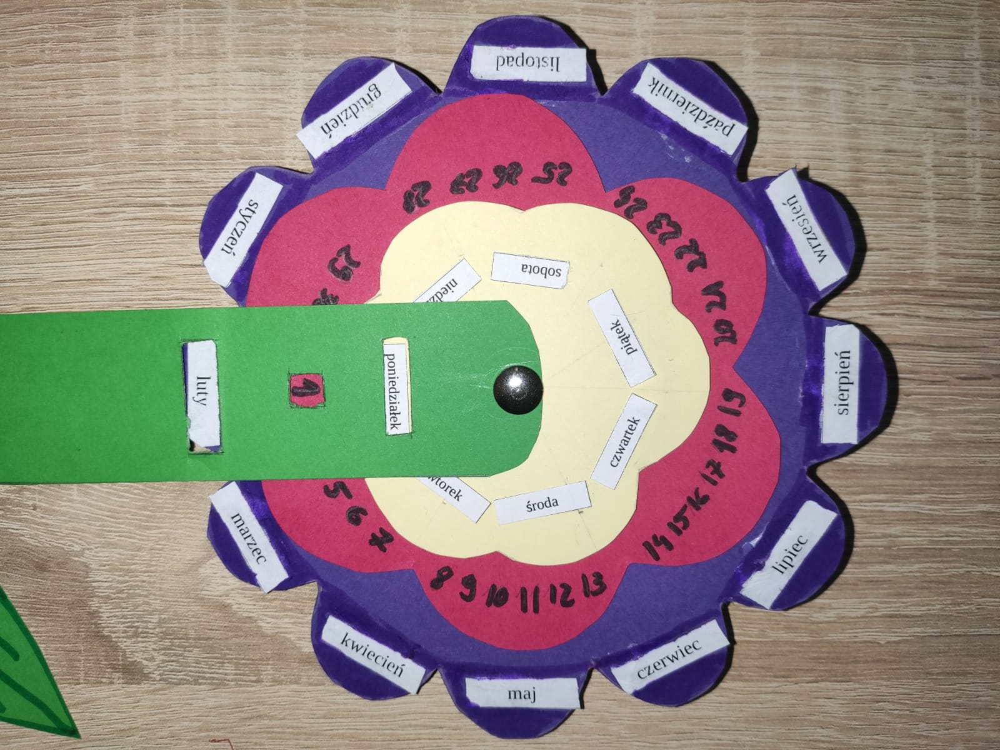 luty
1
poniedziałek
styczeń
grudzień
listopad
październik
wrzesień
sierpień
lipiec
czerwiec
maj
kwiecień
marzec
5
6
7
8
9
10
11
12
13
14
15
16
17
18
19
20
21
22
23
24
25
26
27
28
29
wtorek
środa
czwartek
piątek
sobota
niedz